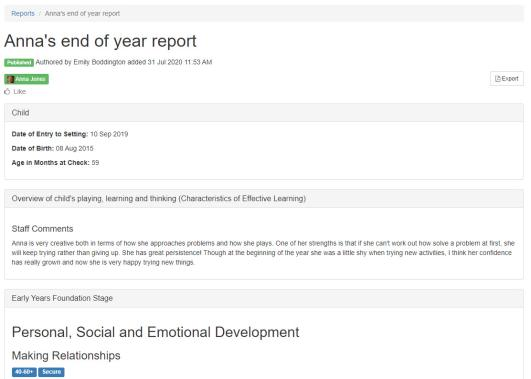 Reports / Anna's end of year report
Anna's end of year report
Published Authored by Emily Boddington added 31 Jul 2020 11:53 AM
Anna Jones
Export
Like
Child
Date of Entry to Setting: 10 Sep 2019
Date of Birth: 08 Aug 2015
Age in Months at Check: 59
Overview of child's playing, learning and thinking (Characteristics of Effective Learning)
Staff Comments
Anna is very creative both in terms of how she approaches problems and how she plays. One of her strengths is that if she can't work out how solve a problem at first, she
will keep trying rather than giving up. She has great persistence! Though at the beginning of the year she was a little shy when trying new activities, I think her confidence
has really grown and now she is very happy trying new things.
Early Years Foundation Stage
Personal, Social and Emotional Development
Making Relationships
40-60+ Secure